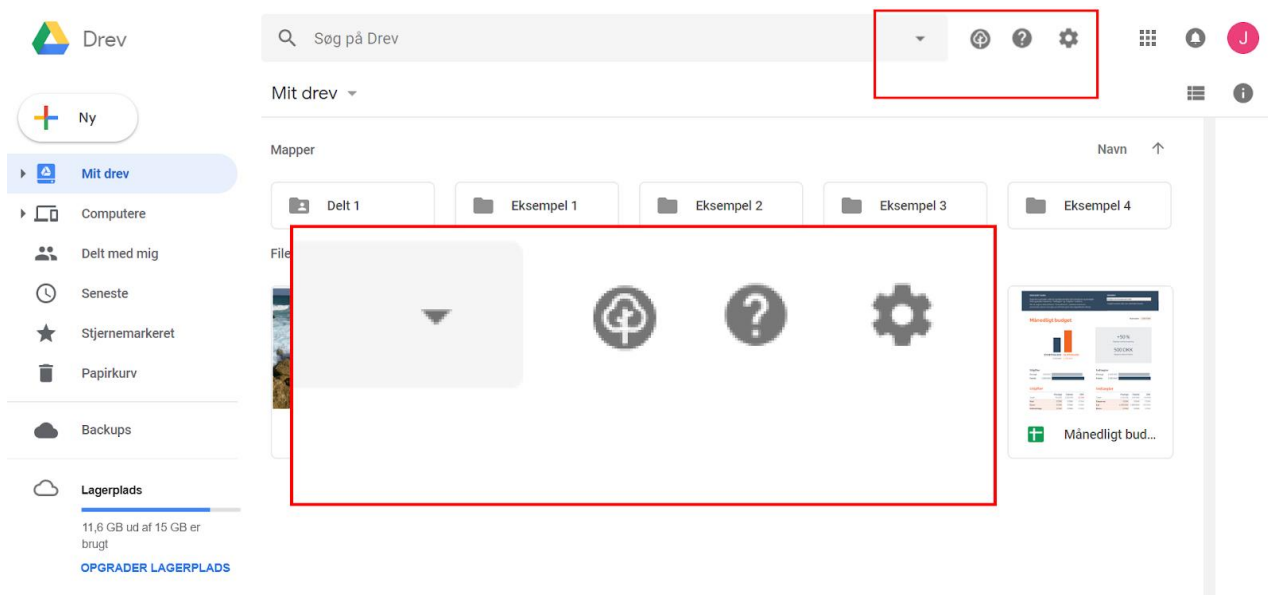 Drev
Søg på Drev
J
Mit drev
Ny
Mapper
Navn
Mit drev
Delt 1
Eksempel 1
Eksempel 2
Eksempel 3
Eksempel 4
Computere
Delt med mig
File
Seneste
Stjernemarkeret
Papirkurv
Månedligt budget
Månedligt bud...
Backups
Lagerplads
11,6 GB ud af 15 GB er
brugt
OPGRADER LAGERPLADS